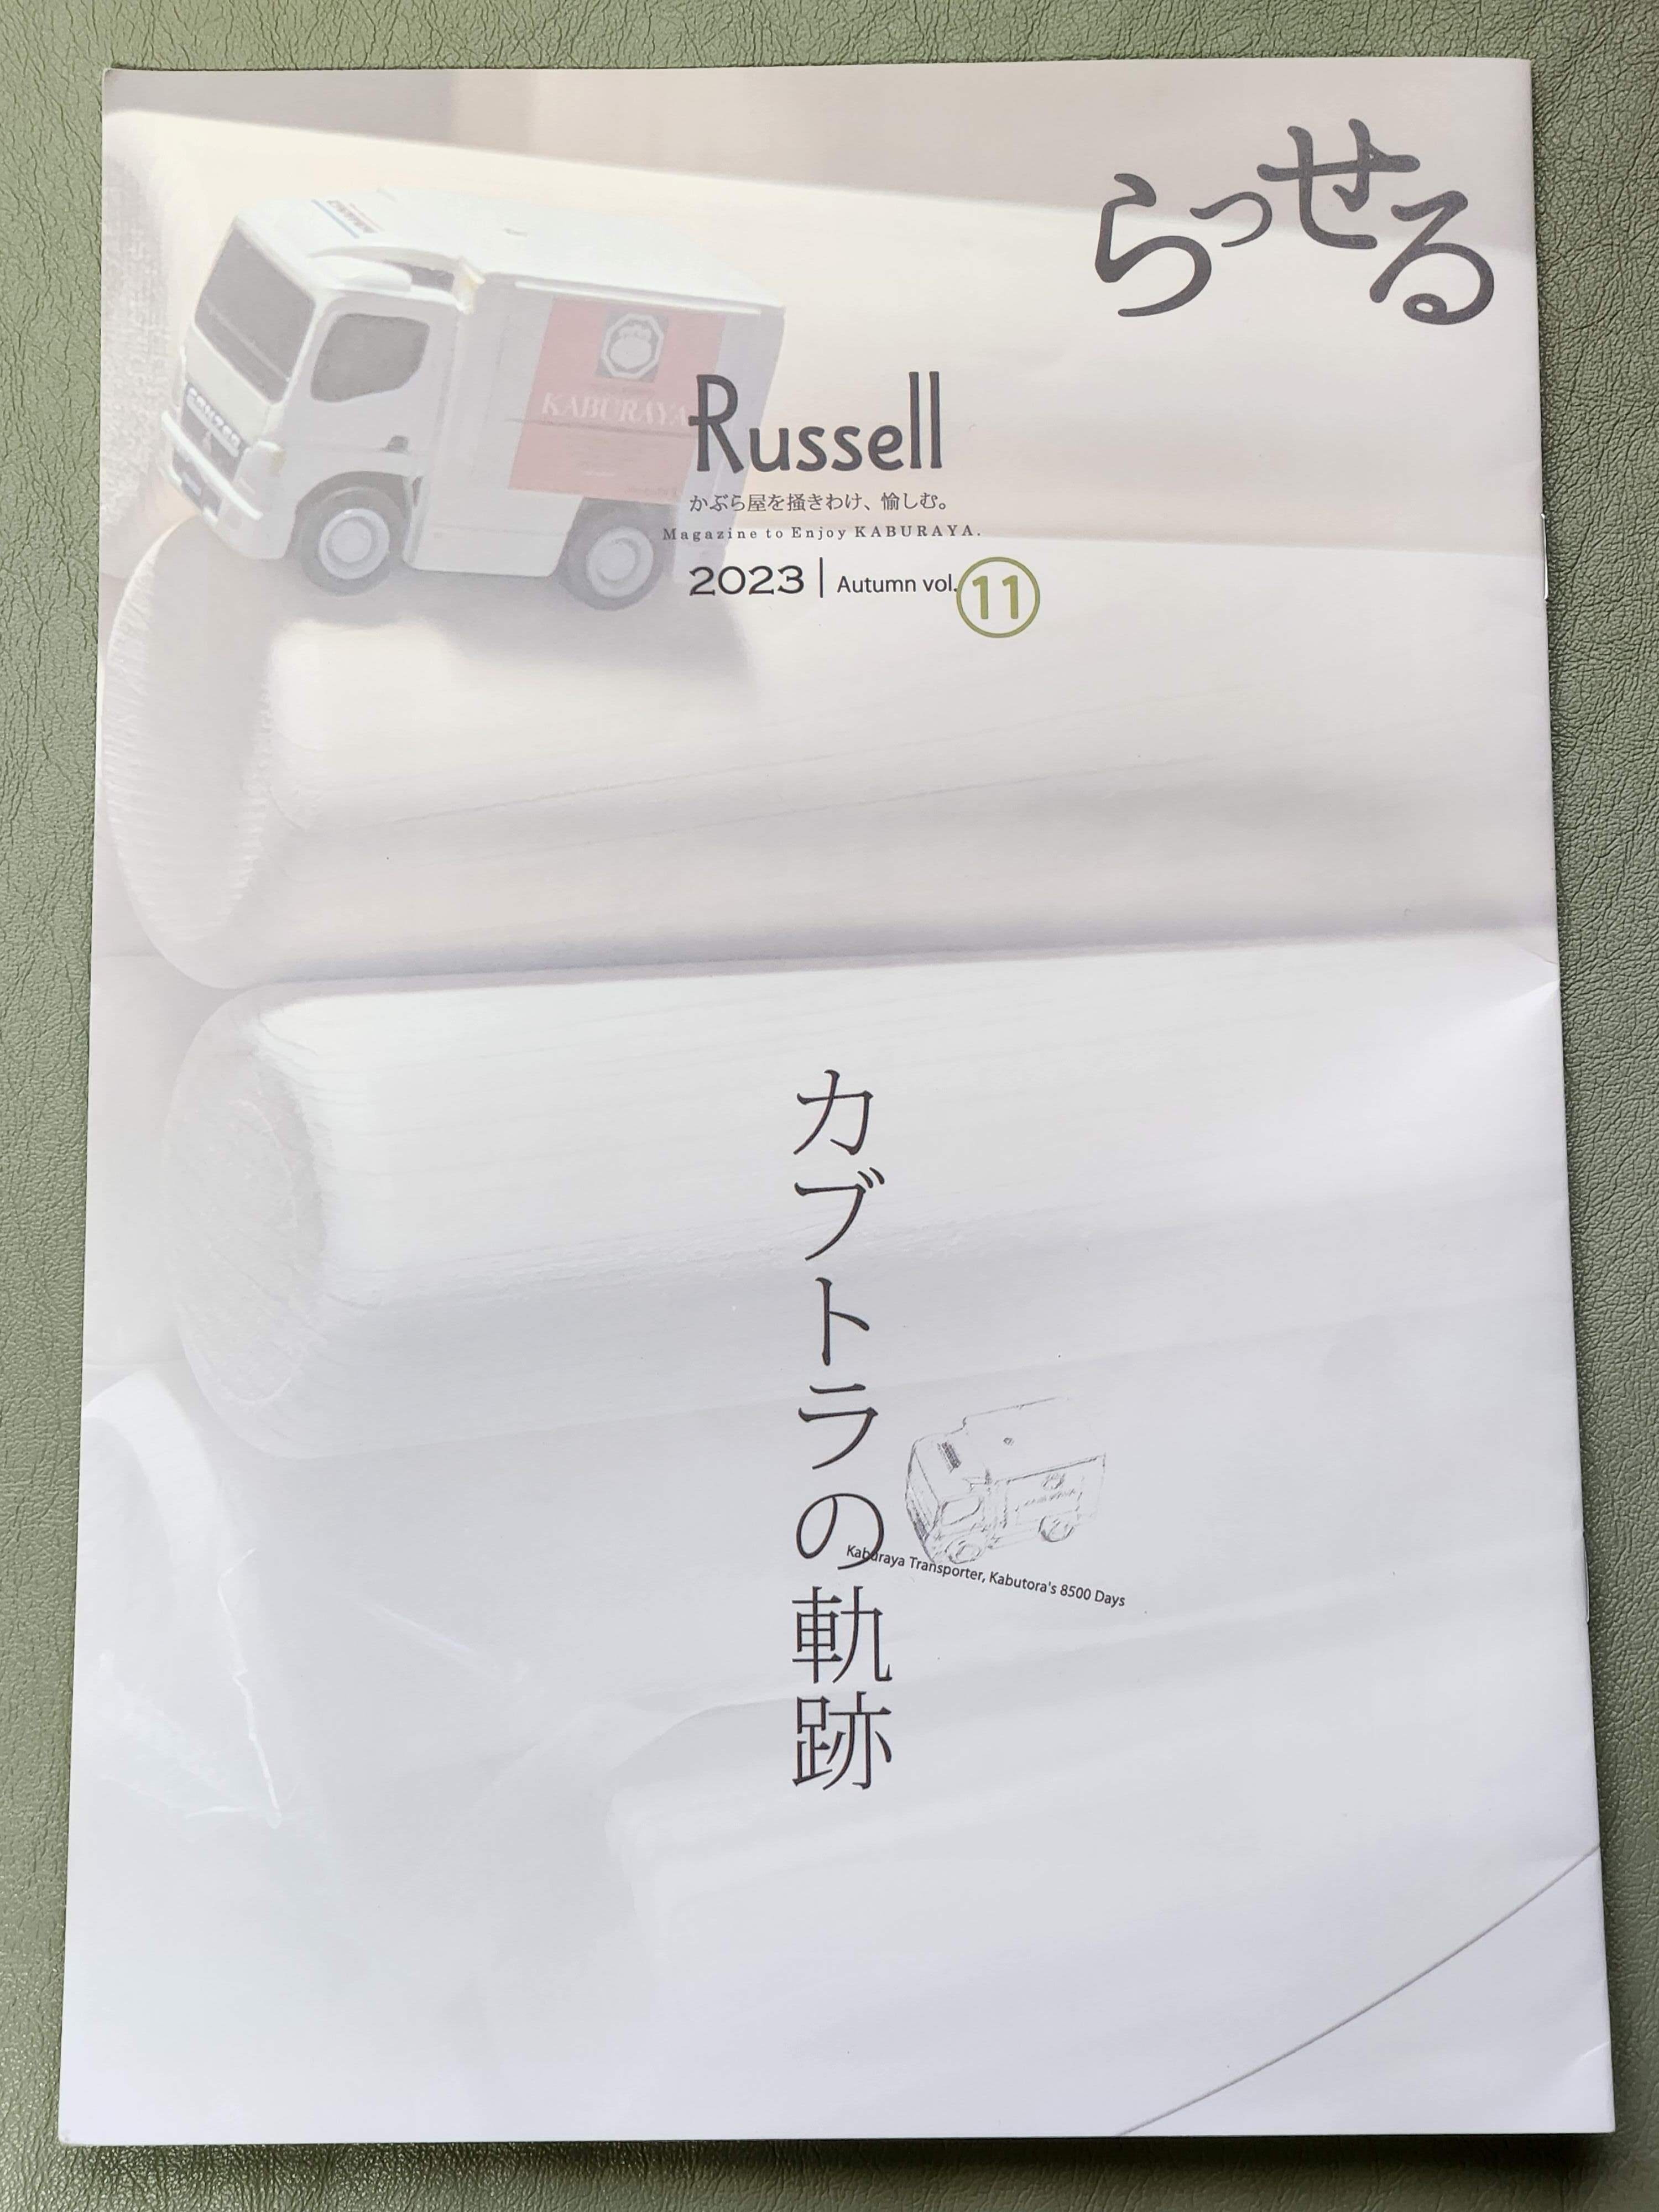 らっせる
KABURAYA
Russell
かぶら屋を掻きわけ、愉しむ。
Magazine to Enjoy KABURAYA.
2023 | Autumn vol. 11
カブトラの軌跡
Kaburaya Transporter, Kabutora's 8500 Days